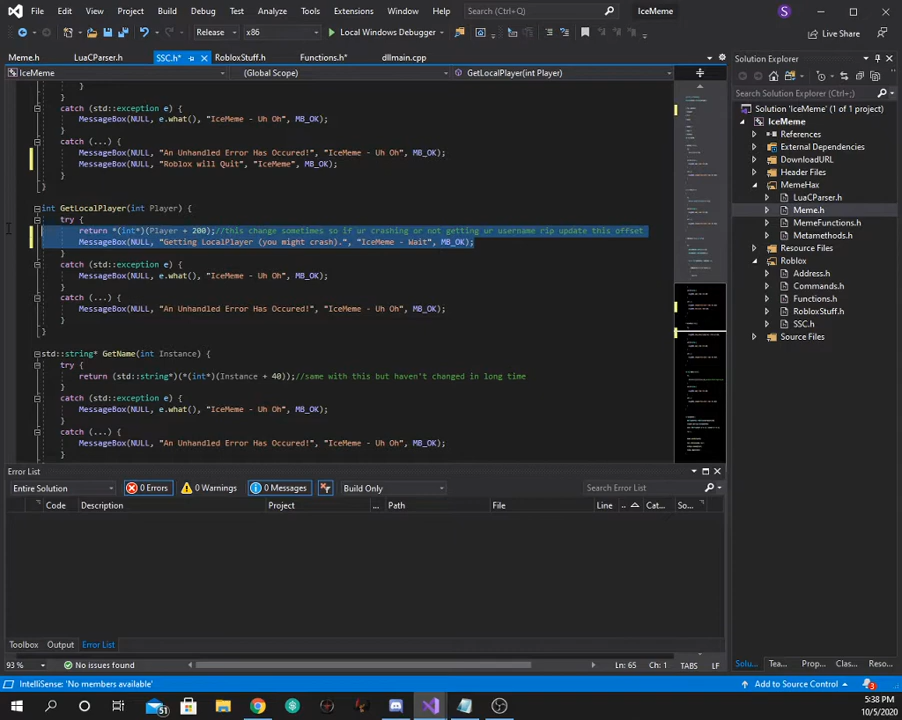 File Edit View Project Build Debug Test Analyze Tools Extensions Window Help Search (Ctrl+Q) IceMeme S
Release x86 Local Windows Debugger Live Share
Meme.h LuaCParser.h SSC.h* RobloxStuff.h Functions.h* dllmain.cpp
IceMeme (Global Scope) GetLocalPlayer(int Player)
}
}
catch (std::exception e) {
MessageBox(NULL, e.what(), "IceMeme - Uh Oh", MB_OK);
}
catch (...) {
MessageBox(NULL, "An Unhandled Error Has Occured!", "IceMeme - Uh Oh", MB_OK);
MessageBox(NULL, "Roblox will Quit", "IceMeme", MB_OK);
}
}
int GetLocalPlayer(int Player) {
try {
return *(int*)(Player + 200);//this change sometimes so if ur crashing or not getting ur username rip update this offset
MessageBox(NULL, "Getting LocalPlayer (you might crash).", "IceMeme - Wait", MB_OK);
}
catch (std::exception e) {
MessageBox(NULL, e.what(), "IceMeme - Uh Oh", MB_OK);
}
catch (...) {
MessageBox(NULL, "An Unhandled Error Has Occured!", "IceMeme - Uh Oh", MB_OK);
}
}
std::string* GetName(int Instance) {
try {
return (std::string*)(*(int*)(Instance + 40));//same with this but haven't changed in long time
}
catch (std::exception e) {
MessageBox(NULL, e.what(), "IceMeme - Uh Oh", MB_OK);
}
catch (...) {
MessageBox(NULL, "An Unhandled Error Has Occured!", "IceMeme - Uh Oh", MB_OK);
}
Solution Explorer
Search Solution Explorer (Ctrl+;)
Solution 'IceMeme' (1 of 1 project)
IceMeme
References
External Dependencies
DownloadURL
Header Files
MemeHax
LuaCParser.h
Meme.h
MemeFunctions.h
Metamethods.h
Resource Files
Roblox
Address.h
Commands.h
Functions.h
RobloxStuff.h
SSC.h
Source Files
Error List
Entire Solution 0 Errors 0 Warnings 0 Messages Build Only Search Error List
Code Description Project ... Path File Line .. Cat... So...
Toolbox Output Error List
93 % No issues found Ln: 65 Ch: 1 TABS LF
Solu... Tea... Prop... Clas... Reso...
IntelliSense: 'No members available' Add to Source Control 3
51 5:38 PM
10/5/2020